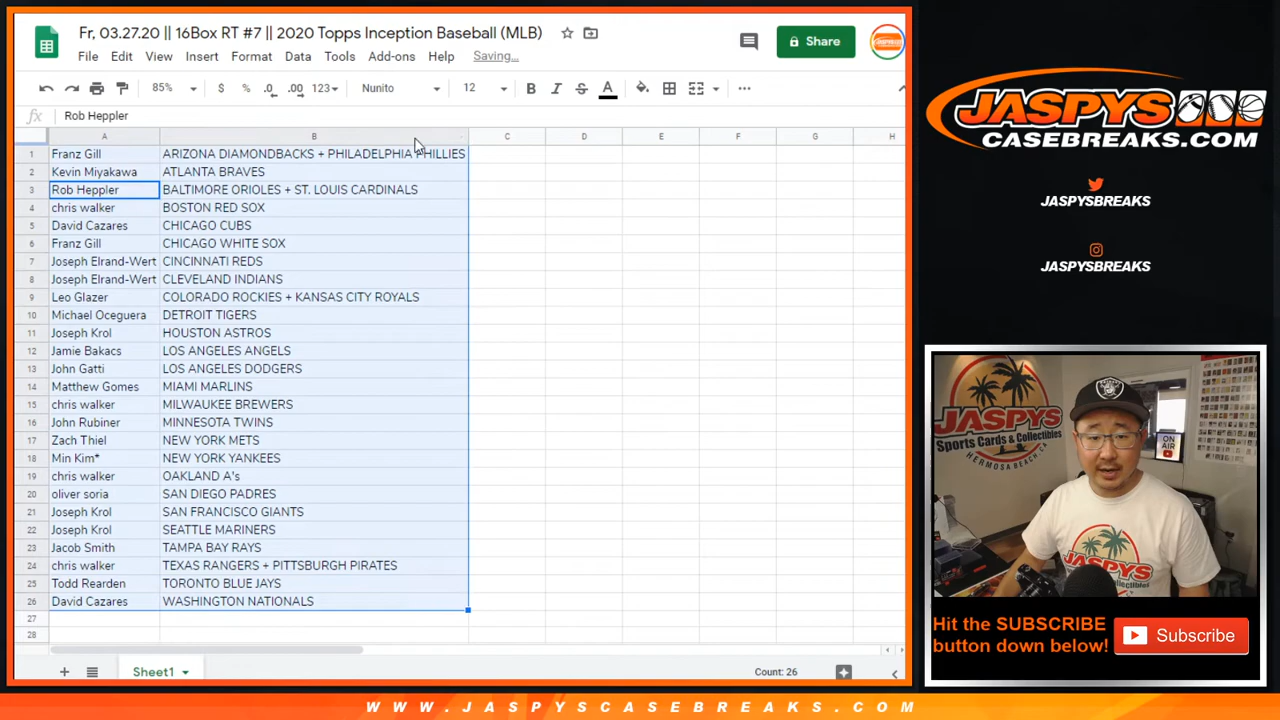 Fr, 03.27.20 || 16Box RT #7 || 2020 Topps Inception Baseball (MLB)
File Edit View Insert Format Data Tools Add-ons Help Saving...
Share
85% $ % .0 .00 123 Nunito 12 B I S A
fx Rob Heppler
A B C D E F G H
1 Franz Gill ARIZONA DIAMONDBACKS + PHILADELPHIA PHILLIES
2 Kevin Miyakawa ATLANTA BRAVES
3 Rob Heppler BALTIMORE ORIOLES + ST. LOUIS CARDINALS
4 chris walker BOSTON RED SOX
5 David Cazares CHICAGO CUBS
6 Franz Gill CHICAGO WHITE SOX
7 Joseph Elrand-Wert CINCINNATI REDS
8 Joseph Elrand-Wert CLEVELAND INDIANS
9 Leo Glazer COLORADO ROCKIES + KANSAS CITY ROYALS
10 Michael Oceguera DETROIT TIGERS
11 Joseph Krol HOUSTON ASTROS
12 Jamie Bakacs LOS ANGELES ANGELS
13 John Gatti LOS ANGELES DODGERS
14 Matthew Gomes MIAMI MARLINS
15 chris walker MILWAUKEE BREWERS
16 John Rubiner MINNESOTA TWINS
17 Zach Thiel NEW YORK METS
18 Min Kim* NEW YORK YANKEES
19 chris walker OAKLAND A's
20 oliver soria SAN DIEGO PADRES
21 Joseph Krol SAN FRANCISCO GIANTS
22 Joseph Krol SEATTLE MARINERS
23 Jacob Smith TAMPA BAY RAYS
24 chris walker TEXAS RANGERS + PITTSBURGH PIRATES
25 Todd Rearden TORONTO BLUE JAYS
26 David Cazares WASHINGTON NATIONALS
27
28
Sheet1
Count: 26
JASPYS
CASEBREAKS.COM
JASPYSBREAKS
JASPYSBREAKS
JASPYS
Sports Cards & Collectibles
HERMOSA BEACH, CA
ON AIR
JASPYS
Hit the SUBSCRIBE
button down below!
Subscribe
WWW.JASPYSCASEBREAKS.COM